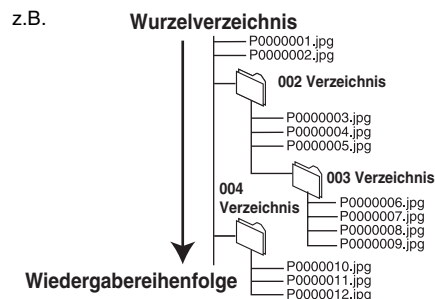 z.B.
Wurzelverzeichnis
P0000001.jpg
P0000002.jpg
002 Verzeichnis
P0000003.jpg
P0000004.jpg
P0000005.jpg
003 Verzeichnis
P0000006.jpg
P0000007.jpg
P0000008.jpg
P0000009.jpg
004
Verzeichnis
P0000010.jpg
P0000011.jpg
P0000012.jpg
Wiedergabereihenfolge